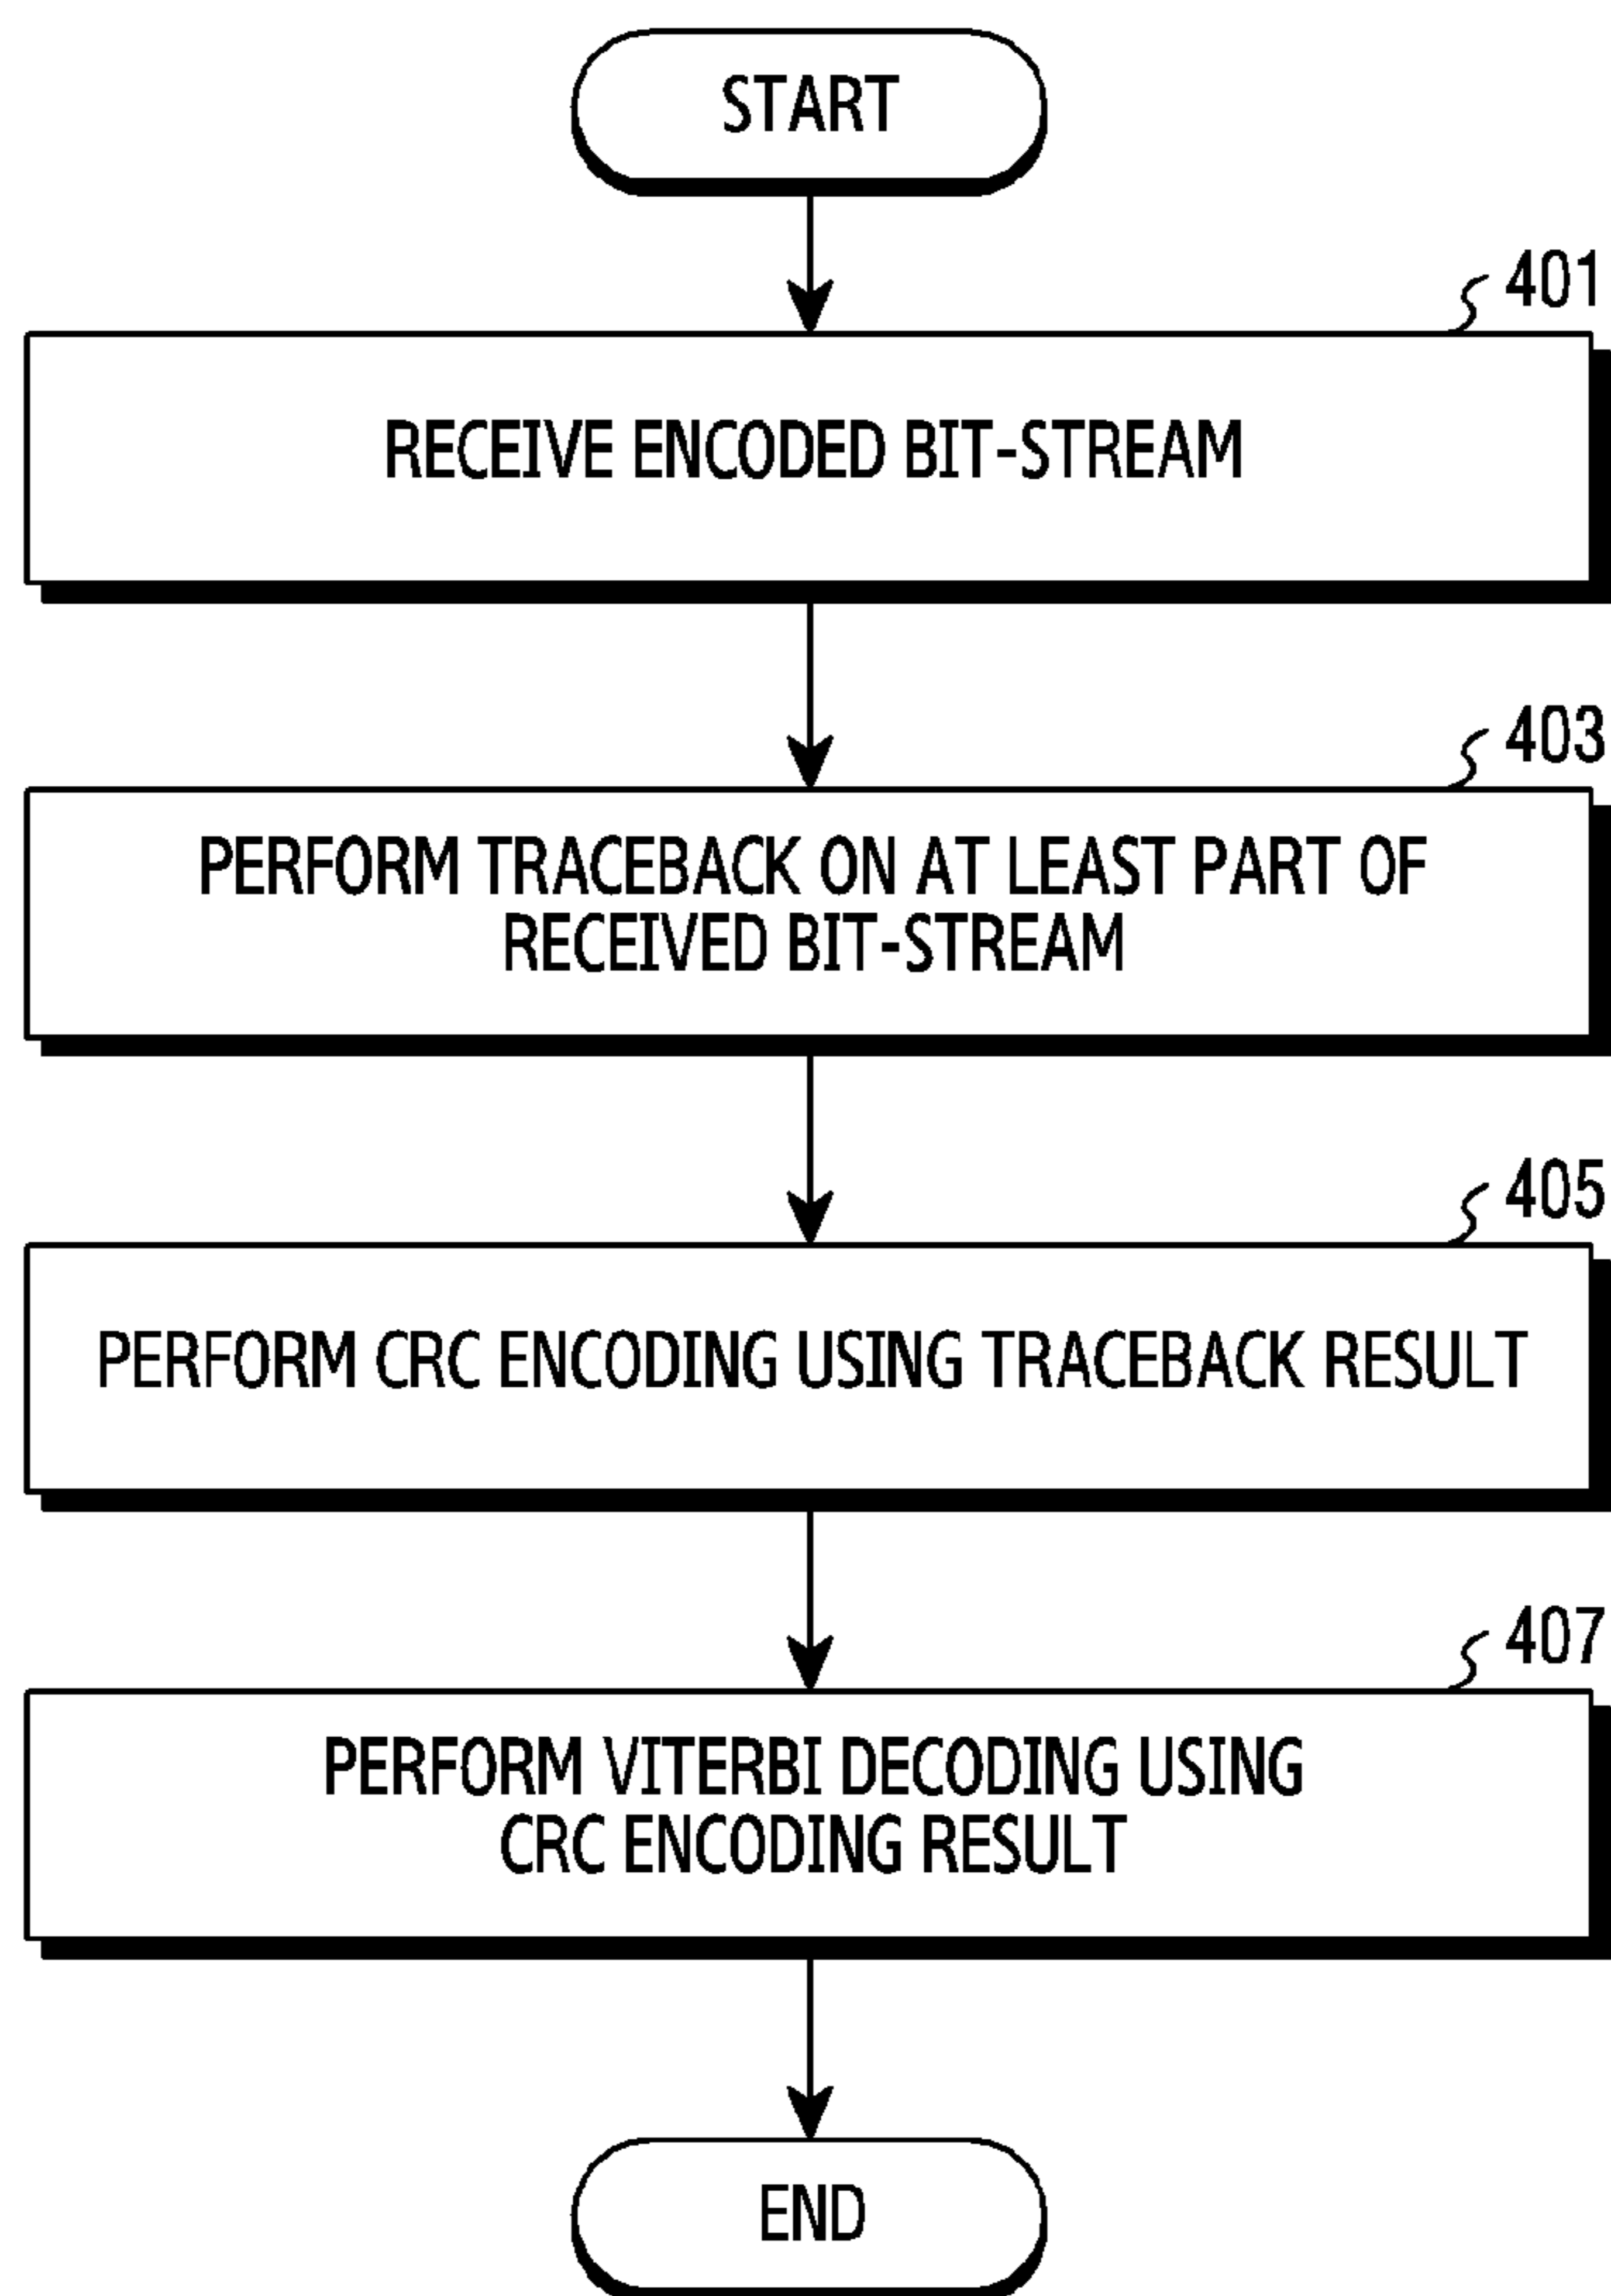 START
401
RECEIVE ENCODED BIT-STREAM
403
PERFORM TRACEBACK ON AT LEAST PART OF
RECEIVED BIT-STREAM
405
PERFORM CRC ENCODING USING TRACEBACK RESULT
407
PERFORM VITERBI DECODING USING
CRC ENCODING RESULT
END